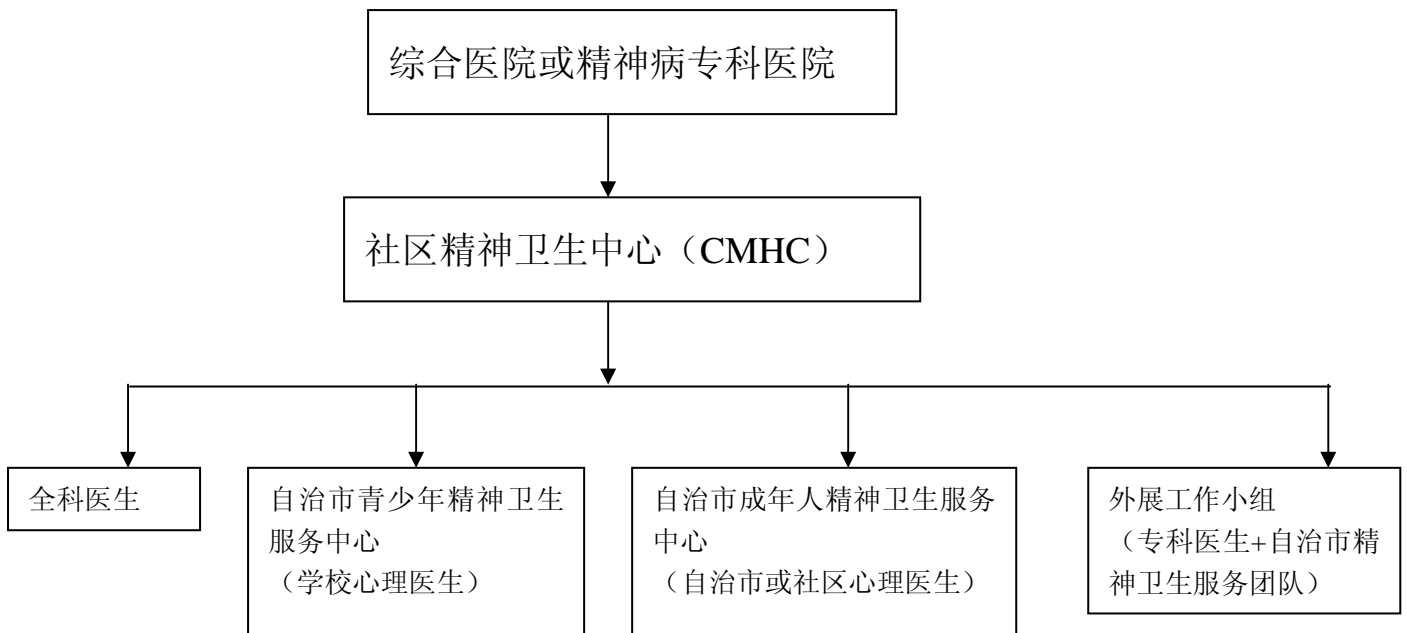 综合医院或精神病专科医院
社区精神卫生中心（CMHC）
全科医生
自治市青少年精神卫生
服务中心
（学校心理医生）
自治市成年人精神卫生服务
中心
（自治市或社区心理医生）
外展工作小组
（专科医生+自治市精
神卫生服务团队）